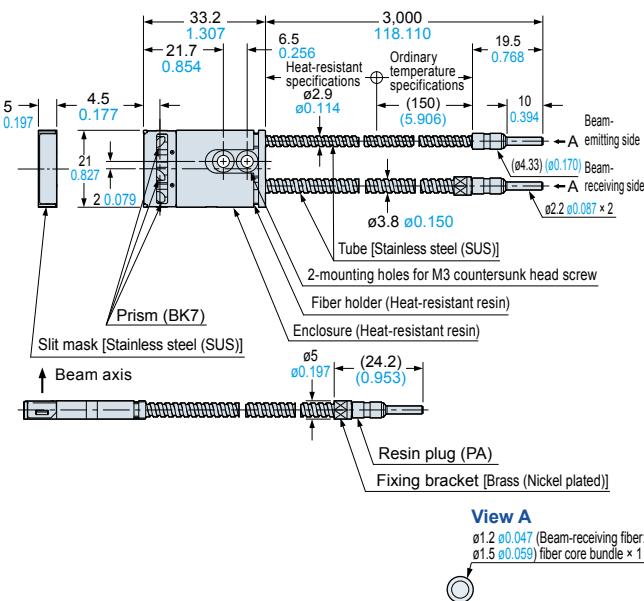 33.2
1.307
3,000
118.110
21.7
0.854
6.5
0.256
19.5
0.768
Heat-resistant
specifications
Ordinary
temperature
specifications
5
0.197
4.5
0.177
ø2.9
ø0.114
(150)
(5.906)
10
0.394
Beam-
emitting side
A
(ø4.33) (ø0.170)
21
0.827
2 0.079
Beam-
receiving side
A
ø2.2 ø0.087 × 2
ø3.8 ø0.150
Tube [Stainless steel (SUS)]
2-mounting holes for M3 countersunk head screw
Fiber holder (Heat-resistant resin)
Prism (BK7)
Enclosure (Heat-resistant resin)
Slit mask [Stainless steel (SUS)]
Beam axis
ø5
ø0.197
(24.2)
(0.953)
Resin plug (PA)
Fixing bracket [Brass (Nickel plated)]
View A
ø1.2 ø0.047 (Beam-receiving fiber:
ø1.5 ø0.059) fiber core bundle × 1